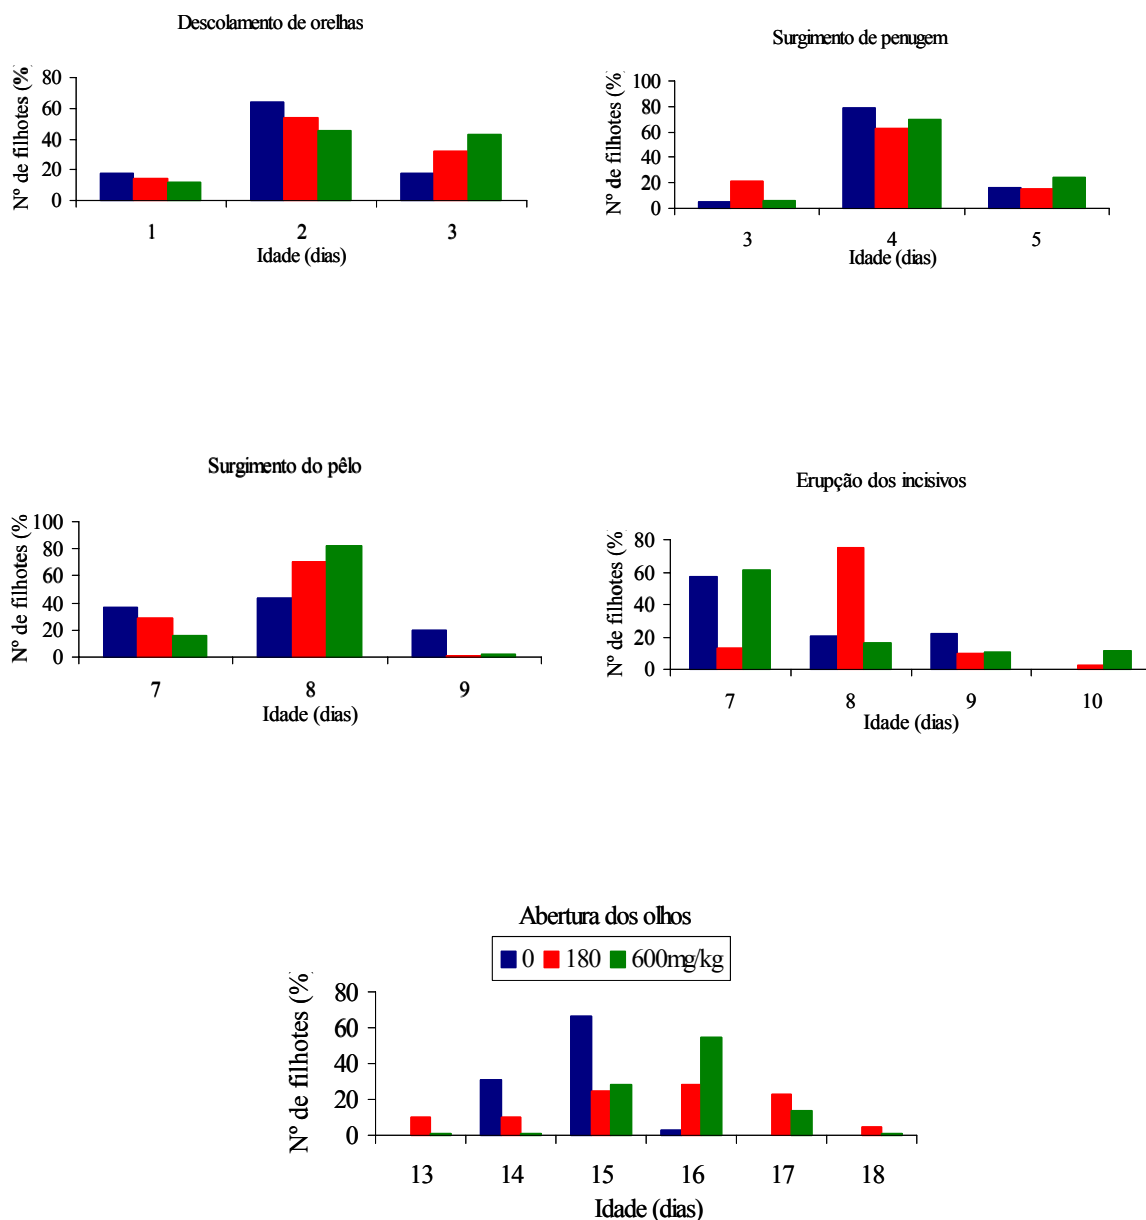 Descolamento de orelhas
Nº de filhotes (%)
80
60
40
20
0
1 2 3
Idade (dias)
Surgimento de penugem
Nº de filhotes (%)
100
80
60
40
20
0
3 4 5
Idade (dias)
Surgimento do pêlo
Nº de filhotes (%
100
80
60
40
20
0
7 8 9
Idade (dias)
Erupção dos incisivos
Nº de filhotes (%)
80
60
40
20
0
7 8 9 10
Idade (dias)
Abertura dos olhos
0 180 600mg/kg
Nº de filhotes (%)
80
60
40
20
0
13 14 15 16 17 18
Idade (dias)